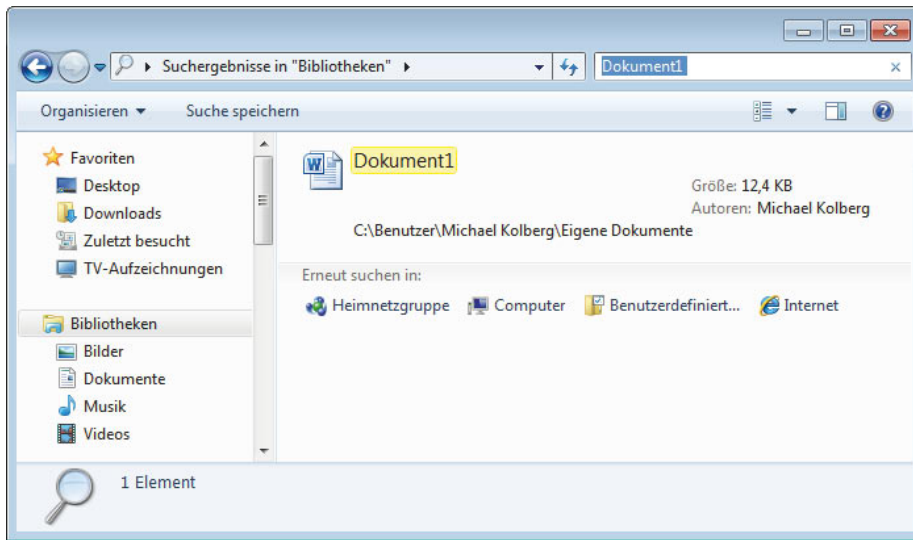 Suchergebnisse in "Bibliotheken"
Dokument1
Organisieren
Suche speichern
Favoriten
Desktop
Downloads
Zuletzt besucht
TV-Aufzeichnungen
Bibliotheken
Bilder
Dokumente
Musik
Videos
Dokument1
Größe: 12,4 KB
Autoren: Michael Kolberg
C:\Benutzer\Michael Kolberg\Eigene Dokumente
Erneut suchen in:
Heimnetzgruppe Computer Benutzerdefiniert... Internet
1 Element